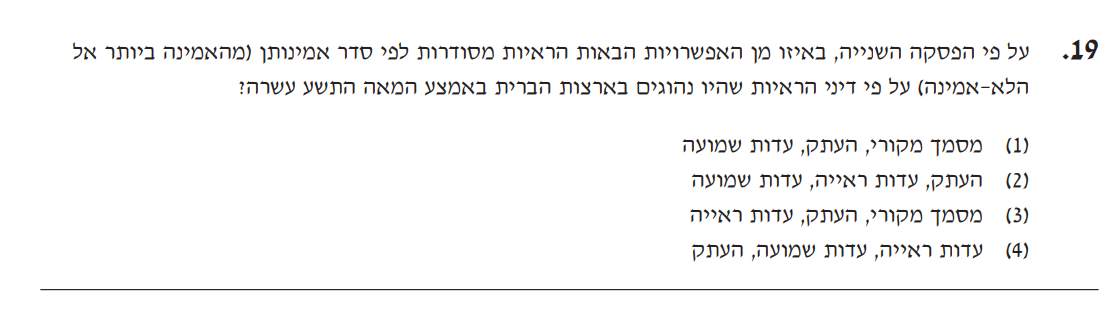 19. על פי הפסקה השנייה, באיזו מן האפשרויות הבאות הראיות מסודרות לפי סדר אמינותן (מהאמינה ביותר אל
הלא-אמינה) על פי דיני הראיות שהיו נהוגים בארצות הברית באמצע המאה התשע עשרה?
(1) מסמך מקורי, העתק, עדות שמועה
(2) העתק, עדות ראייה, עדות שמועה
(3) מסמך מקורי, העתק, עדות ראייה
(4) עדות ראייה, עדות שמועה, העתק